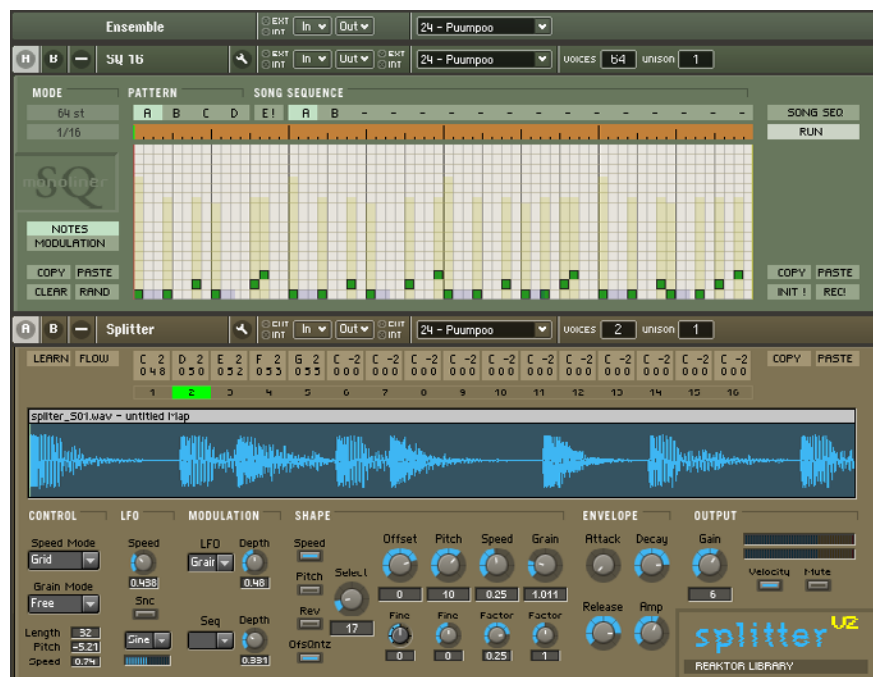 Ensemble EXT INT In Out 24 - Puumpoo
A B SQ 16 EXT INT In Out EXT INT 24 - Puumpoo VOICES 64 UNISON 1
MODE PATTERN SONG SEQUENCE
64 st A B C D E! A B - - - - - - - - - - - - - - SONG SEQ
1/16 RUN
SQ
monoliner
NOTES
MODULATION
COPY PASTE COPY PASTE
CLEAR RAND INIT ! REC!
A B Splitter EXT INT In Out EXT INT 24 - Puumpoo VOICES 2 UNISON 1
LEARN FLOW C 2 D 2 E 2 F 2 G 2 C -2 C -2 C -2 C -2 C -2 C -2 C -2 C -2 C -2 C -2 C -2 COPY PASTE
048 050 052 053 055 000 000 000 000 000 000 000 000 000 000 000
1 2 3 4 5 6 7 8 9 10 11 12 13 14 15 16
spliter_S01.wav - untitled Map
CONTROL LFO MODULATION SHAPE ENVELOPE OUTPUT
Speed Mode Speed LFO Depth Speed Offset Pitch Speed Grain Attack Decay Gain
Grid Grain
Grain Mode 0.438 0.48 Pitch Select 0 10 0.25 1.011 Velocity Mute
Free Snc Rev Fine Fine Factor Factor Release Amp 6
Length 32 Seq Depth 17
Pitch -5.21 Sine OfsOntz splitter V2
Speed 0.74 0.331 0 0 0.25 1 REAKTOR LIBRARY